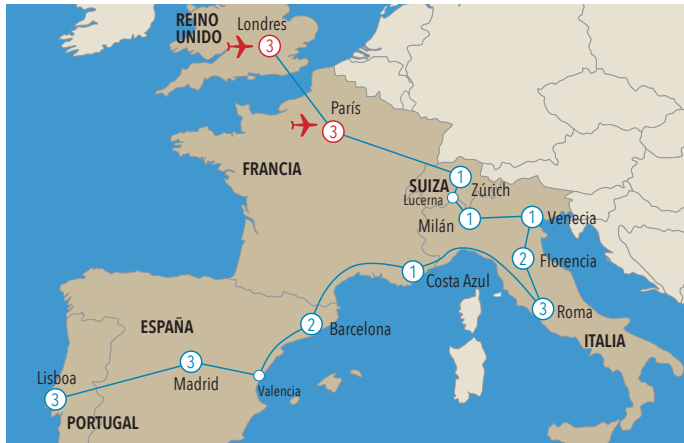 REINO
UNIDO
Londres
3
París
3
FRANCIA
1
Zúrich
SUIZA
Lucerna
Milán
1
1
Venecia
2
Florencia
1
Costa Azul
3
Roma
ITALIA
2
Barcelona
ESPAÑA
3
Madrid
Valencia
Lisboa
3
PORTUGAL